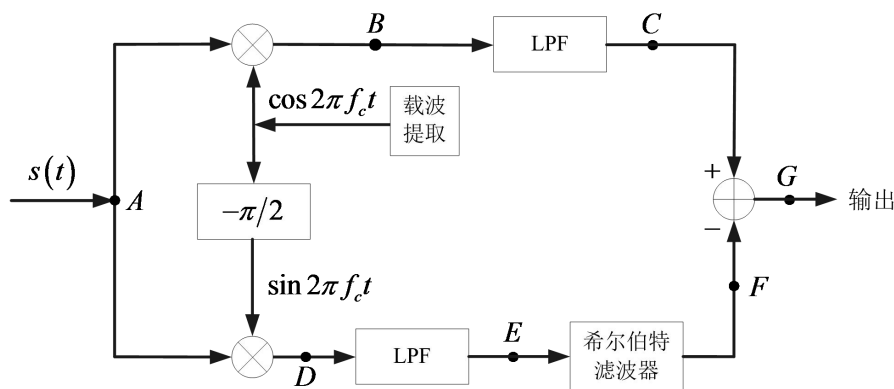 B
LPF
C
cos 2πf_c t
载波
提取
s(t)
A
−π/2
+
G
输出
−
sin 2πf_c t
F
D
LPF
E
希尔伯特
滤波器